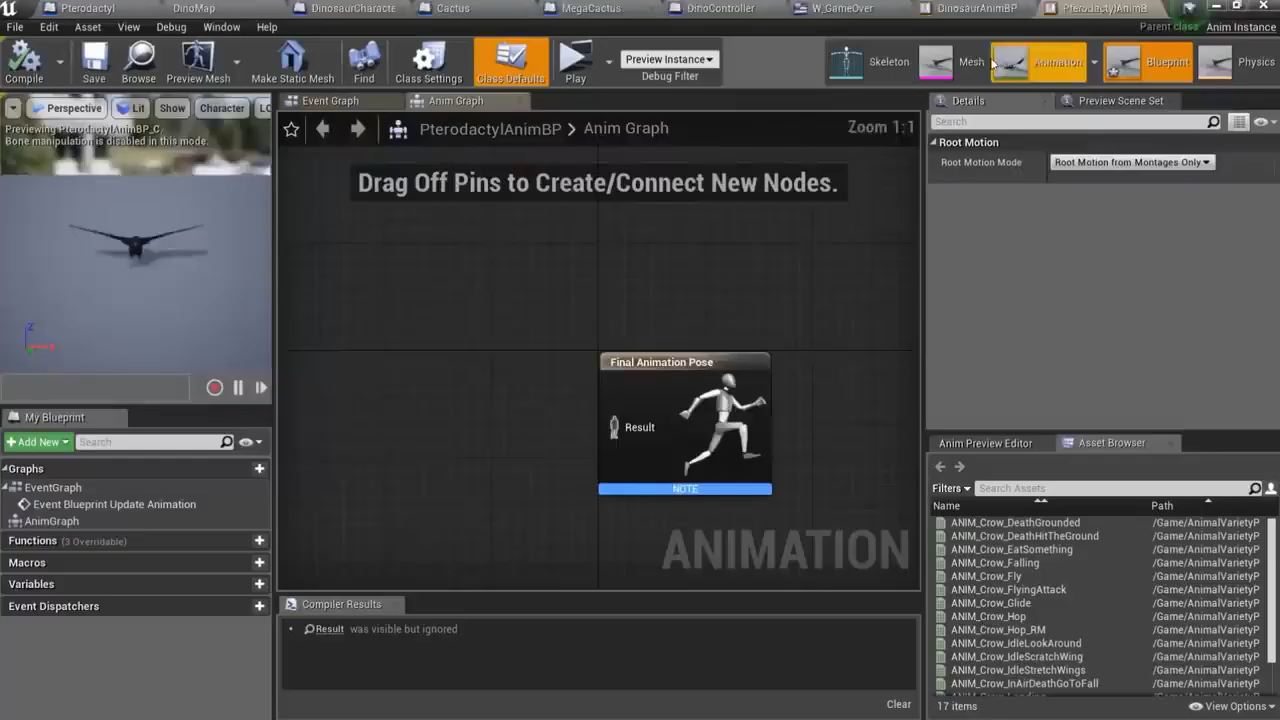 Pterodactyl
DinoMap
DinosaurCharacte
Cactus
MegaCactus
DinoController
W_GameOver
DinosaurAnimBP
PterodactylAnimB
File
Edit
Asset
View
Debug
Window
Help
Parent class:
Anim Instance
Compile
Save
Browse
Preview Mesh
Make Static Mesh
Find
Class Settings
Class Defaults
Play
Preview Instance
Debug Filter
Skeleton
Mesh
Animation
Blueprint
Physics
Perspective
Lit
Show
Character
LO
Previewing PterodactylAnimBP_C.
Bone manipulation is disabled in this mode.
Z
Event Graph
Anim Graph
PterodactylAnimBP > Anim Graph
Zoom 1:1
Drag Off Pins to Create/Connect New Nodes.
Final Animation Pose
Result
NOTE
ANIMATION
Details
Preview Scene Set
Search
Root Motion
Root Motion Mode
Root Motion from Montages Only
My Blueprint
+Add New
Search
Graphs
EventGraph
Event Blueprint Update Animation
AnimGraph
Functions (3 Overridable)
Macros
Variables
Event Dispatchers
Compiler Results
Result was visible but ignored
Clear
Anim Preview Editor
Asset Browser
Filters
Search Assets
Name
Path
ANIM_Crow_DeathGrounded /Game/AnimalVarietyP
ANIM_Crow_DeathHitTheGround /Game/AnimalVarietyP
ANIM_Crow_EatSomething /Game/AnimalVarietyP
ANIM_Crow_Falling /Game/AnimalVarietyP
ANIM_Crow_Fly /Game/AnimalVarietyP
ANIM_Crow_FlyingAttack /Game/AnimalVarietyP
ANIM_Crow_Glide /Game/AnimalVarietyP
ANIM_Crow_Hop /Game/AnimalVarietyP
ANIM_Crow_Hop_RM /Game/AnimalVarietyP
ANIM_Crow_IdleLookAround /Game/AnimalVarietyP
ANIM_Crow_IdleScratchWing /Game/AnimalVarietyP
ANIM_Crow_IdleStretchWings /Game/AnimalVarietyP
ANIM_Crow_InAirDeathGoToFall /Game/AnimalVarietyP
17 items
View Options